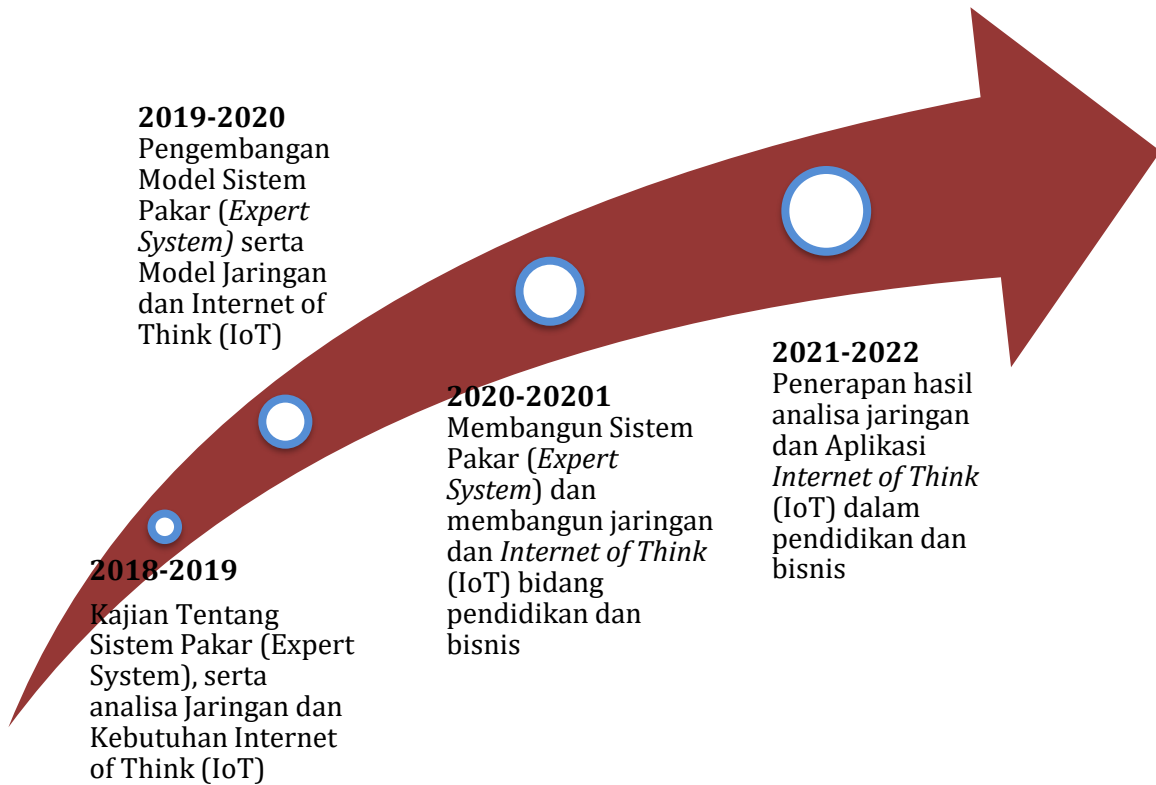 2019-2020
Pengembangan
Model Sistem
Pakar (Expert
System) serta
Model Jaringan
dan Internet of
Think (IoT)
2018-2019
Kajian Tentang
Sistem Pakar (Expert
System), serta
analisa Jaringan dan
Kebutuhan Internet
of Think (IoT)
2020-20201
Membangun Sistem
Pakar (Expert
System) dan
membangun jaringan
dan Internet of Think
(IoT) bidang
pendidikan dan
bisnis
2021-2022
Penerapan hasil
analisa jaringan
dan Aplikasi
Internet of Think
(IoT) dalam
pendidikan dan
bisnis